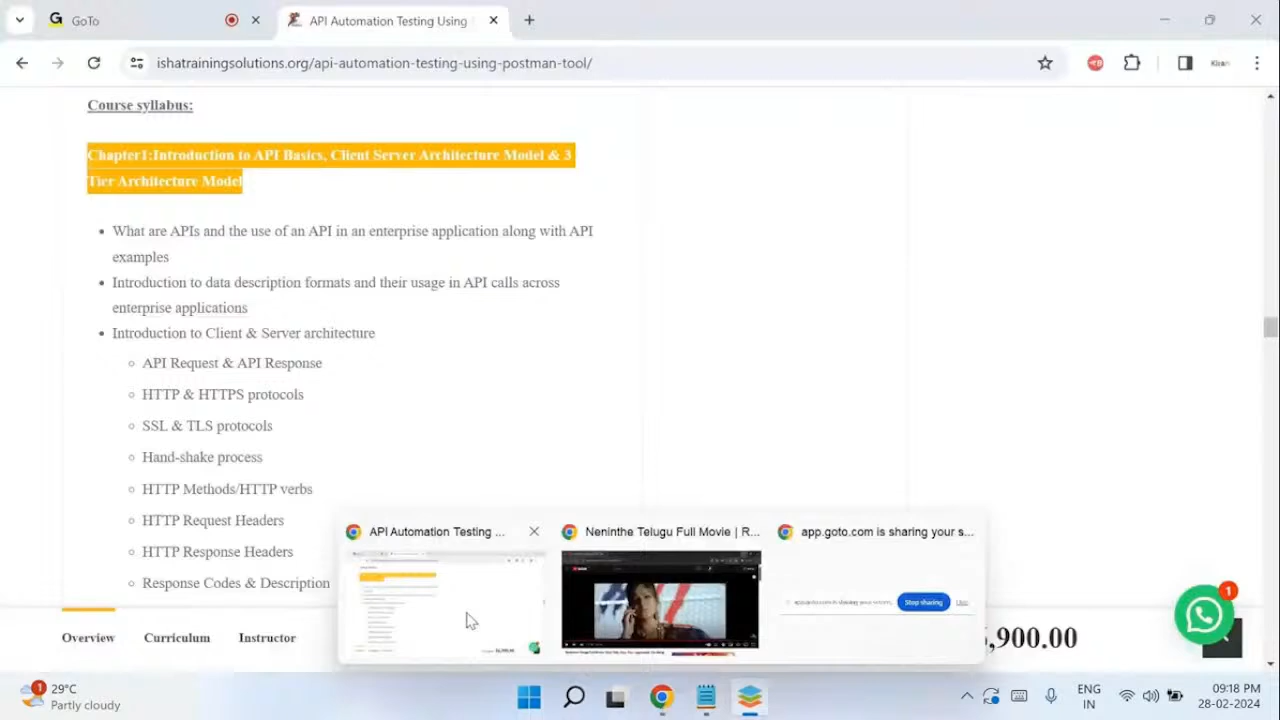 GoTo
API Automation Testing Using
ishatrainingsolutions.org/api-automation-testing-using-postman-tool/
Kiran
Course syllabus:
Chapter1:Introduction to API Basics, Client Server Architecture Model & 3
Tier Architecture Model
What are APIs and the use of an API in an enterprise application along with API
examples
Introduction to data description formats and their usage in API calls across
enterprise applications
Introduction to Client & Server architecture
API Request & API Response
HTTP & HTTPS protocols
SSL & TLS protocols
Hand-shake process
HTTP Methods/HTTP verbs
HTTP Request Headers
HTTP Response Headers
Response Codes & Description
API Automation Testing ...
Neninthe Telugu Full Movie | R...
app.goto.com is sharing your s...
Stop sharing
Hide
1
Overview
Curriculum
Instructor
1
29°C
Partly cloudy
ENG
IN
09:18 PM
28-02-2024